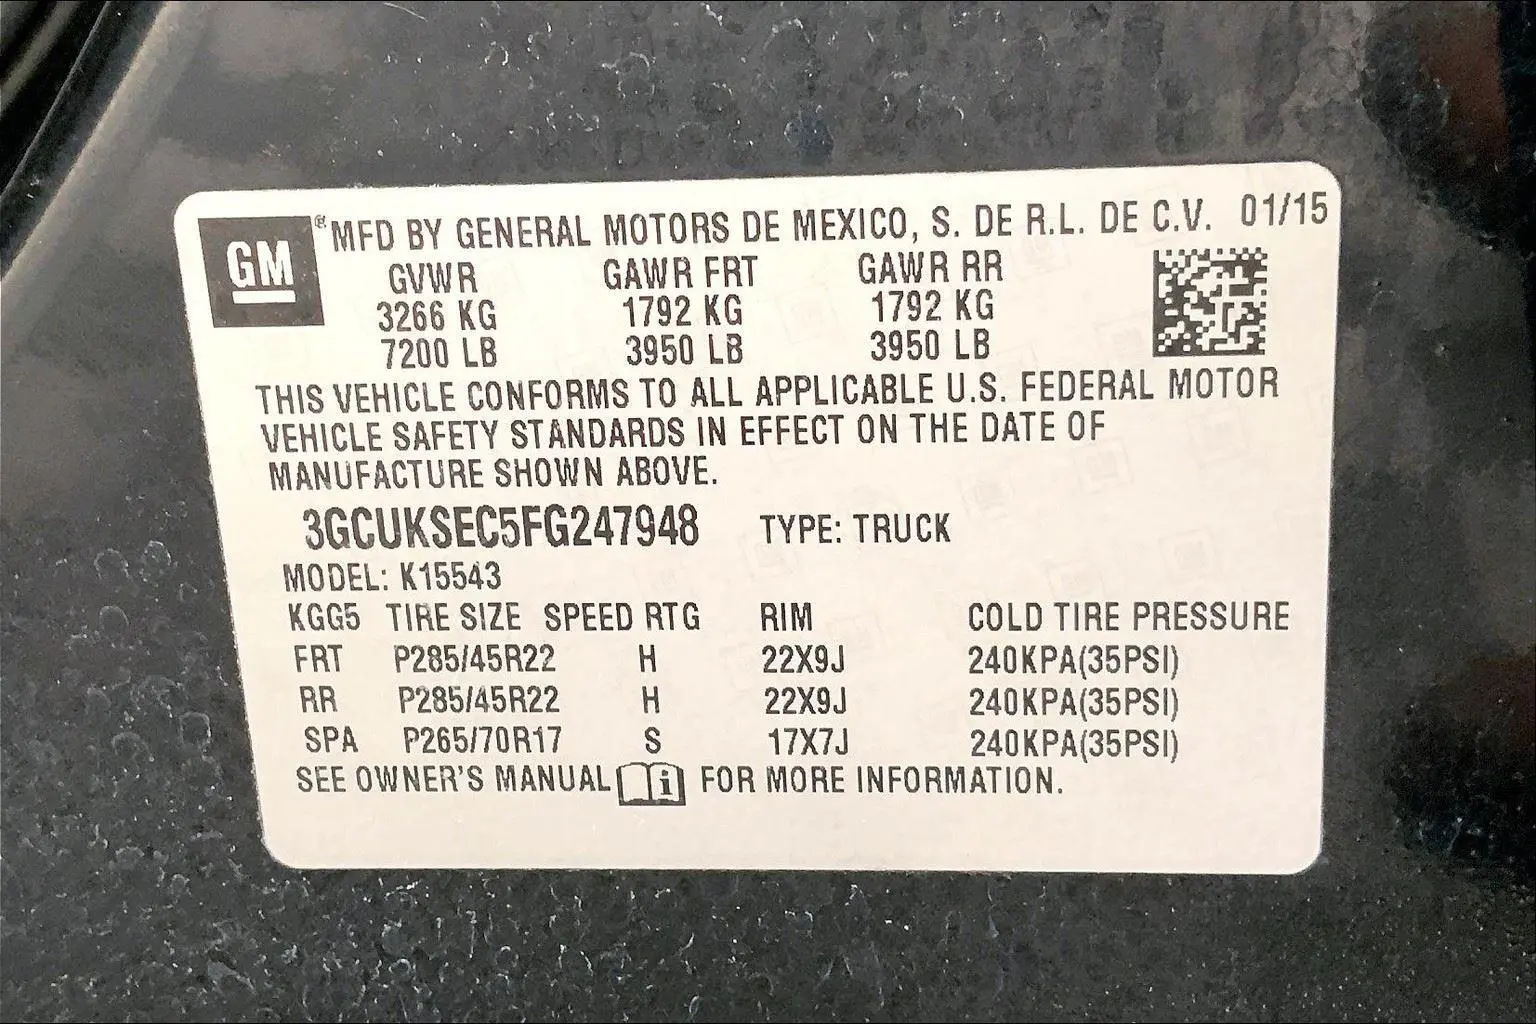 GM ® MFD BY GENERAL MOTORS DE MEXICO, S. DE R.L. DE C.V. 01/15
GVWR GAWR FRT GAWR RR
3266 KG 1792 KG 1792 KG
7200 LB 3950 LB 3950 LB
THIS VEHICLE CONFORMS TO ALL APPLICABLE U.S. FEDERAL MOTOR
VEHICLE SAFETY STANDARDS IN EFFECT ON THE DATE OF
MANUFACTURE SHOWN ABOVE.
3GCUKSEC5FG247948 TYPE: TRUCK
MODEL: K15543
KGG5 TIRE SIZE SPEED RTG RIM COLD TIRE PRESSURE
FRT P285/45R22 H 22X9J 240KPA(35PSI)
RR P285/45R22 H 22X9J 240KPA(35PSI)
SPA P265/70R17 S 17X7J 240KPA(35PSI)
SEE OWNER'S MANUAL i FOR MORE INFORMATION.